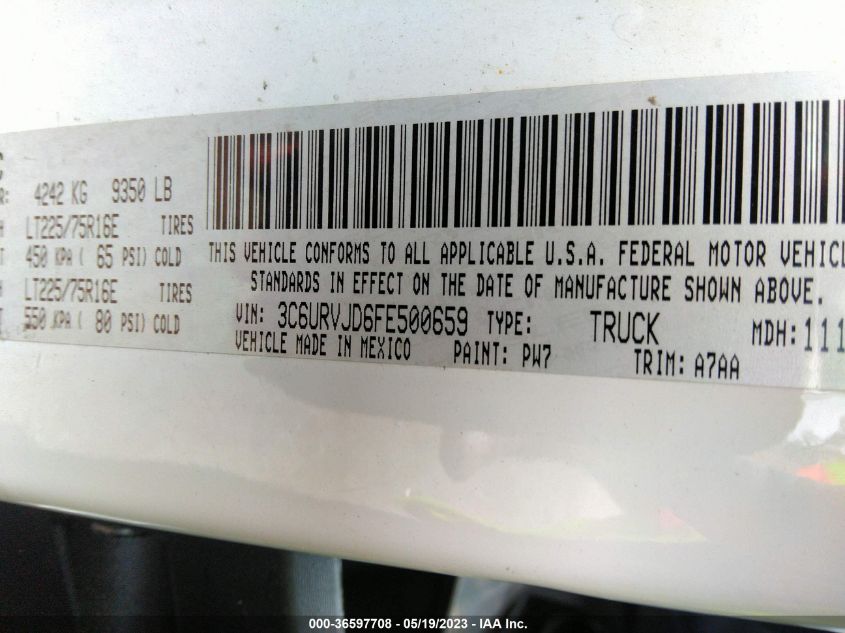 4242 KG 9350 LB
LT225/75R16E TIRES
450 KPA ( 65 PSI) COLD
LT225/75R16E TIRES
550 KPA ( 80 PSI) COLD
THIS VEHICLE CONFORMS TO ALL APPLICABLE U.S.A. FEDERAL MOTOR VEHICL
STANDARDS IN EFFECT ON THE DATE OF MANUFACTURE SHOWN ABOVE.
VIN: 3C6URVJD6FE500659 TYPE: TRUCK MDH: 111
VEHICLE MADE IN MEXICO PAINT: PW7 TRIM: A7AA
000-36597708 - 05/19/2023 - IAA Inc.